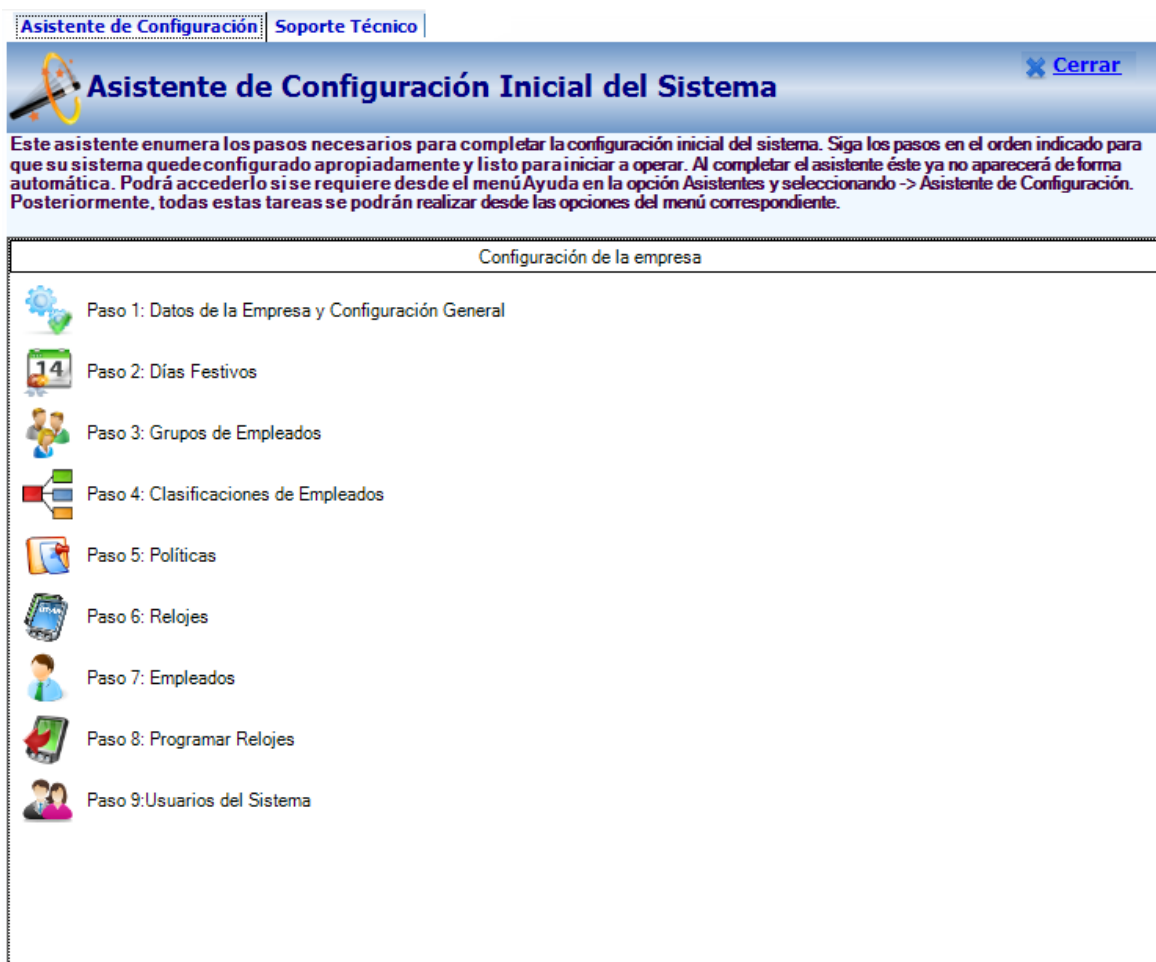 Asistente de Configuración Soporte Técnico
Asistente de Configuración Inicial del Sistema
Cerrar
Este asistente enumera los pasos necesarios para completar la configuración inicial del sistema. Siga los pasos en el orden indicado para
que su sistema quede configurado apropiadamente y listo para iniciar a operar. Al completar el asistente éste ya no aparecerá de forma
automática. Podrá accederlo si se requiere desde el menú Ayuda en la opción Asistentes y seleccionando -> Asistente de Configuración.
Posteriormente, todas estas tareas se podrán realizar desde las opciones del menú correspondiente.
Configuración de la empresa
Paso 1: Datos de la Empresa y Configuración General
14
Paso 2: Días Festivos
Paso 3: Grupos de Empleados
Paso 4: Clasificaciones de Empleados
Paso 5: Políticas
Paso 6: Relojes
Paso 7: Empleados
Paso 8: Programar Relojes
Paso 9:Usuarios del Sistema